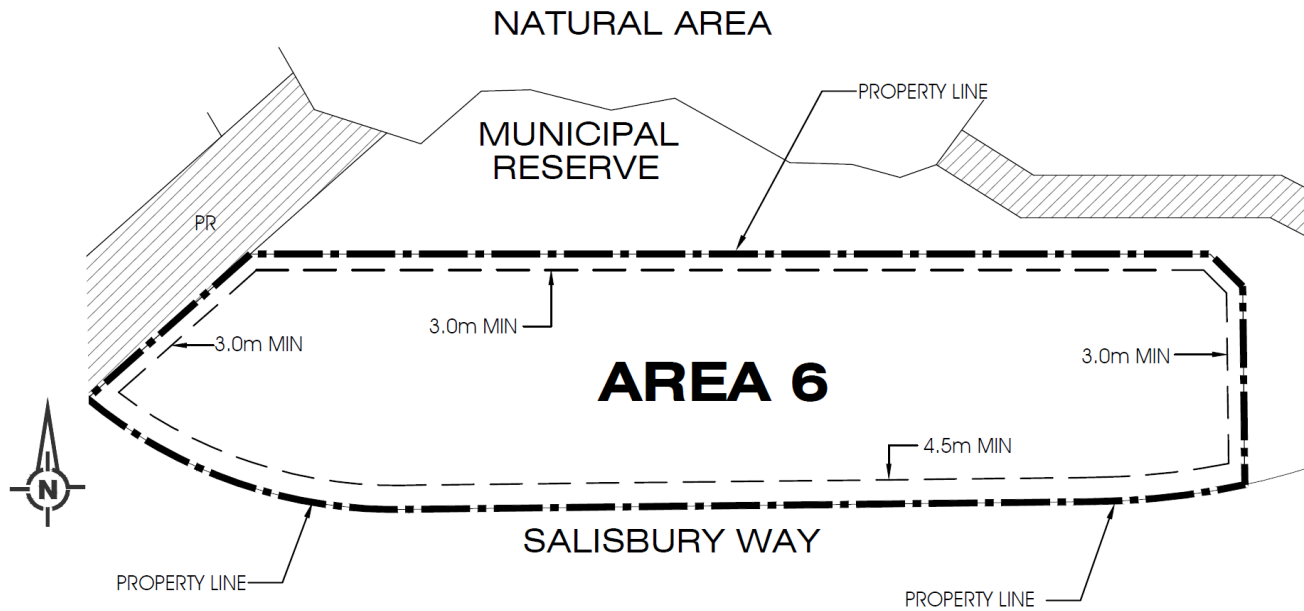 NATURAL AREA
PROPERTY LINE
MUNICIPAL
RESERVE
PR
3.0m MIN
3.0m MIN
3.0m MIN
AREA 6
4.5m MIN
N
SALISBURY WAY
PROPERTY LINE
PROPERTY LINE